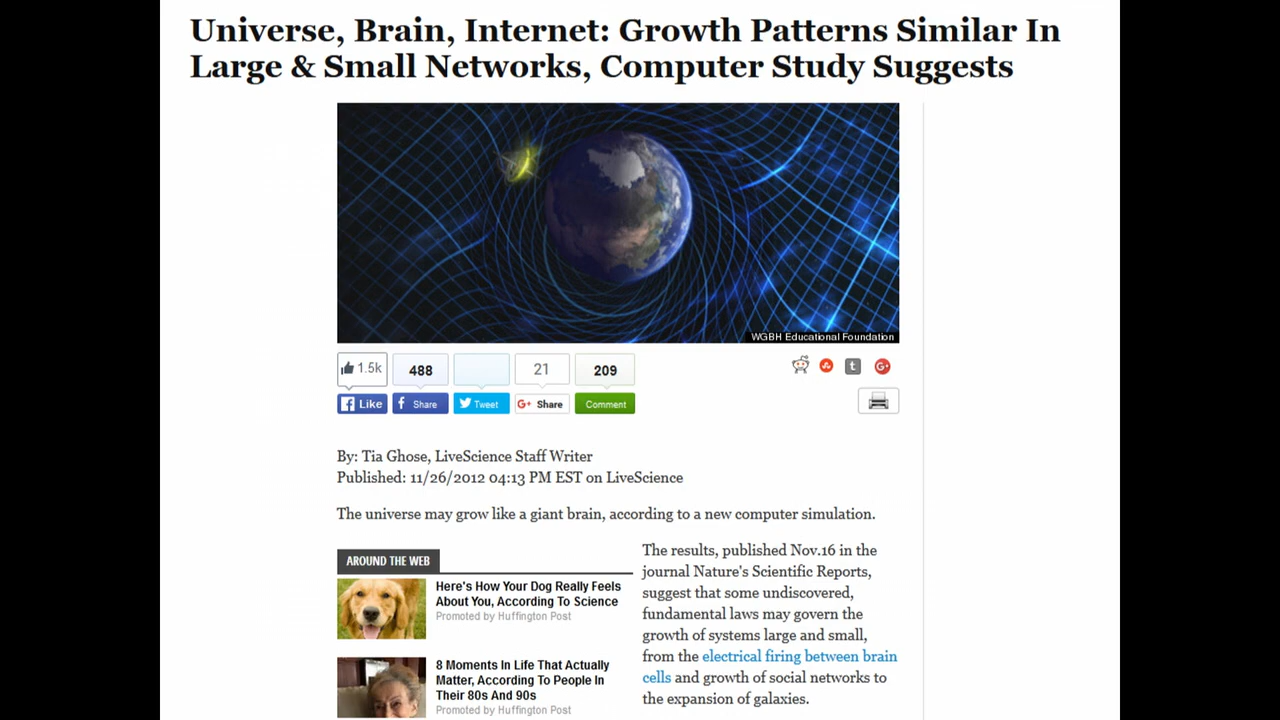 Universe, Brain, Internet: Growth Patterns Similar In
Large & Small Networks, Computer Study Suggests
WGBH Educational Foundation
1.5k
488
21
209
Like
Share
Tweet
G+ Share
Comment
t
G+
By: Tia Ghose, LiveScience Staff Writer
Published: 11/26/2012 04:13 PM EST on LiveScience
The universe may grow like a giant brain, according to a new computer simulation.
AROUND THE WEB
Here's How Your Dog Really Feels
About You, According To Science
Promoted by Huffington Post
8 Moments In Life That Actually
Matter, According To People In
Their 80s And 90s
Promoted by Huffington Post
The results, published Nov.16 in the
journal Nature's Scientific Reports,
suggest that some undiscovered,
fundamental laws may govern the
growth of systems large and small,
from the electrical firing between brain
cells and growth of social networks to
the expansion of galaxies.